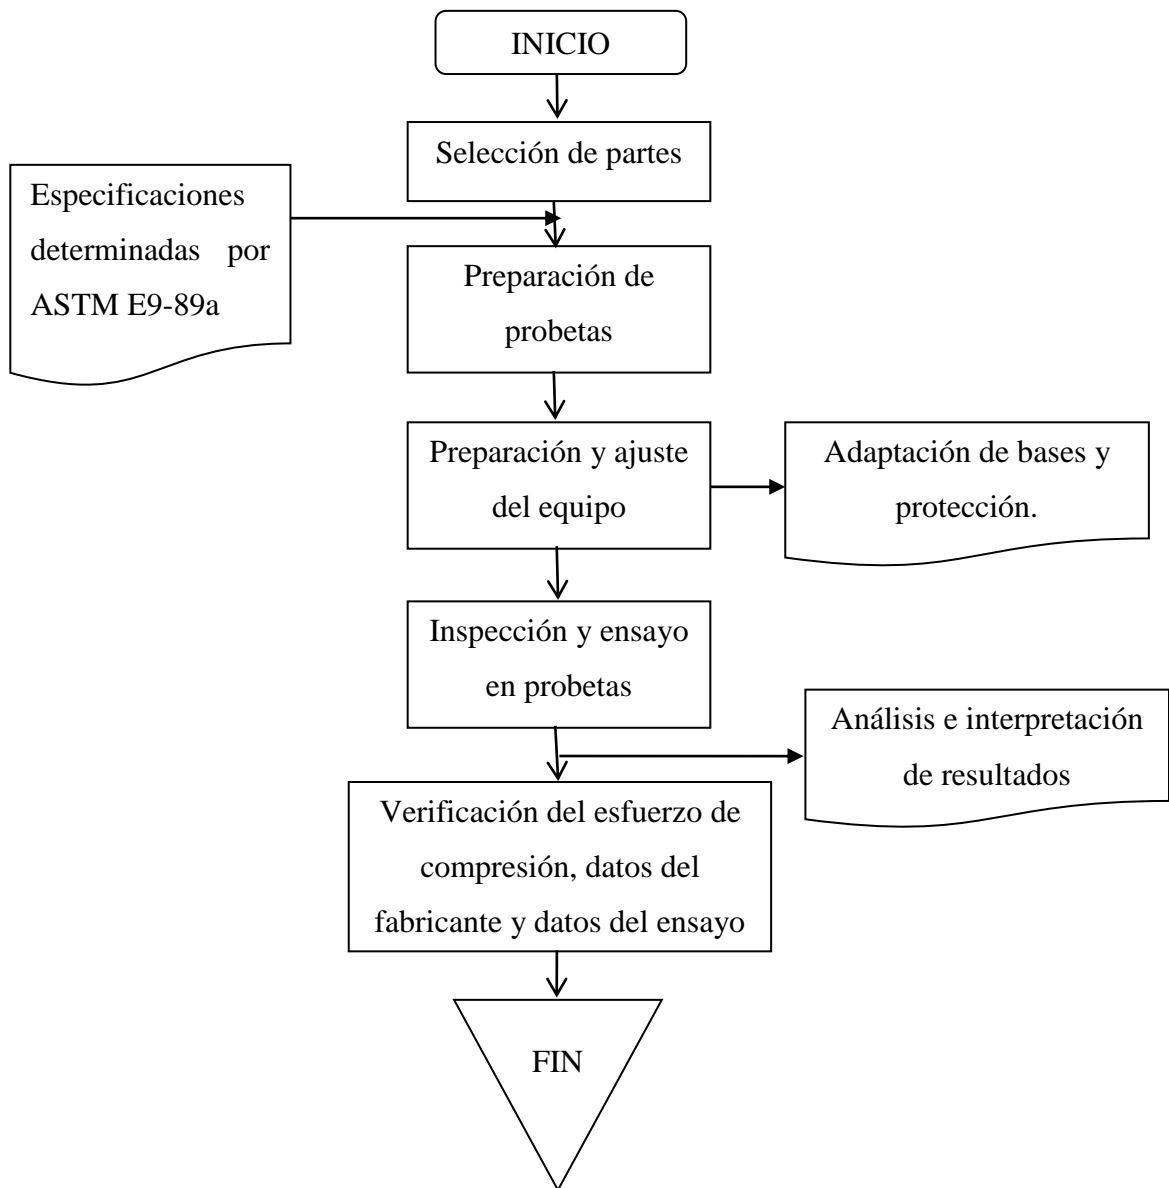 INICIO
Selección de partes
Especificaciones
determinadas por
ASTM E9-89a
Preparación de
probetas
Preparación y ajuste
del equipo
Adaptación de bases y
protección.
Inspección y ensayo
en probetas
Análisis e interpretación
de resultados
Verificación del esfuerzo de
compresión, datos del
fabricante y datos del ensayo
FIN